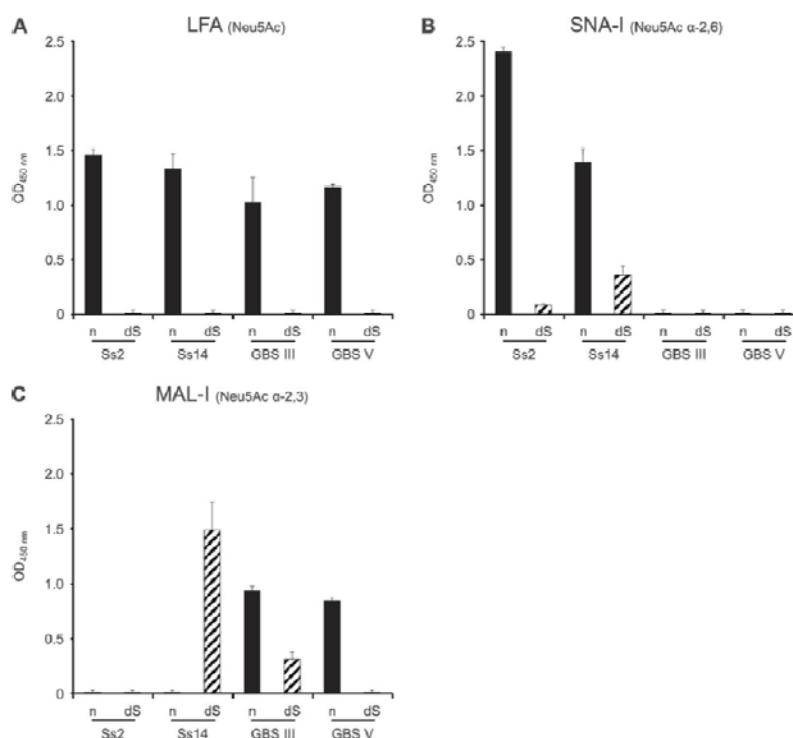 A
LFA (Neu5Ac)
2.5
2.0
1.5
1.0
0.5
0
OD450 nm
n dS n dS n dS n dS
Ss2 Ss14 GBS III GBS V
B
SNA-I (Neu5Ac α-2,6)
2.5
2.0
1.5
1.0
0.5
0
OD450 nm
n dS n dS n dS n dS
Ss2 Ss14 GBS III GBS V
C
MAL-I (Neu5Ac α-2,3)
2.5
2.0
1.5
1.0
0.5
0
OD450 nm
n dS n dS n dS n dS
Ss2 Ss14 GBS III GBS V